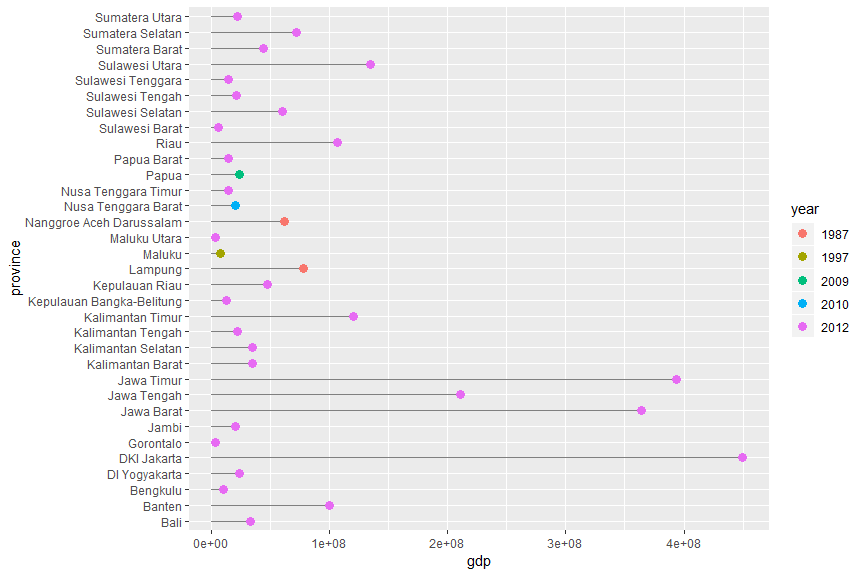 Sumatera Utara
Sumatera Selatan
Sumatera Barat
Sulawesi Utara
Sulawesi Tenggara
Sulawesi Tengah
Sulawesi Selatan
Sulawesi Barat
Riau
Papua Barat
Papua
Nusa Tenggara Timur
Nusa Tenggara Barat
Nanggroe Aceh Darussalam
Maluku Utara
Maluku
Lampung
Kepulauan Riau
Kepulauan Bangka-Belitung
Kalimantan Timur
Kalimantan Tengah
Kalimantan Selatan
Kalimantan Barat
Jawa Timur
Jawa Tengah
Jawa Barat
Jambi
Gorontalo
DKI Jakarta
DI Yogyakarta
Bengkulu
Banten
Bali
province
0e+00 1e+08 2e+08 3e+08 4e+08
gdp
year
1987
1997
2009
2010
2012